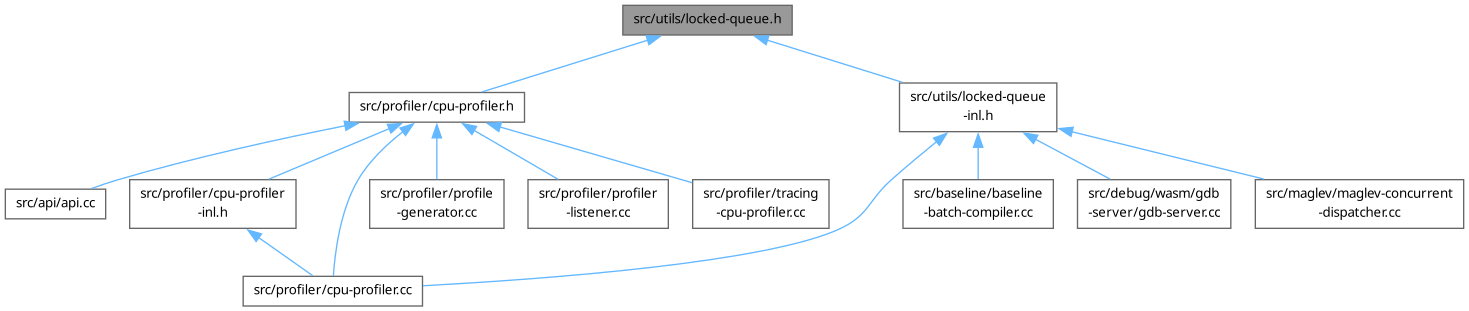 src/utils/locked-queue.h
src/profiler/cpu-profiler.h
src/utils/locked-queue
-inl.h
src/api/api.cc
src/profiler/cpu-profiler
-inl.h
src/profiler/profile
-generator.cc
src/profiler/profiler
-listener.cc
src/profiler/tracing
-cpu-profiler.cc
src/baseline/baseline
-batch-compiler.cc
src/debug/wasm/gdb
-server/gdb-server.cc
src/maglev/maglev-concurrent
-dispatcher.cc
src/profiler/cpu-profiler.cc